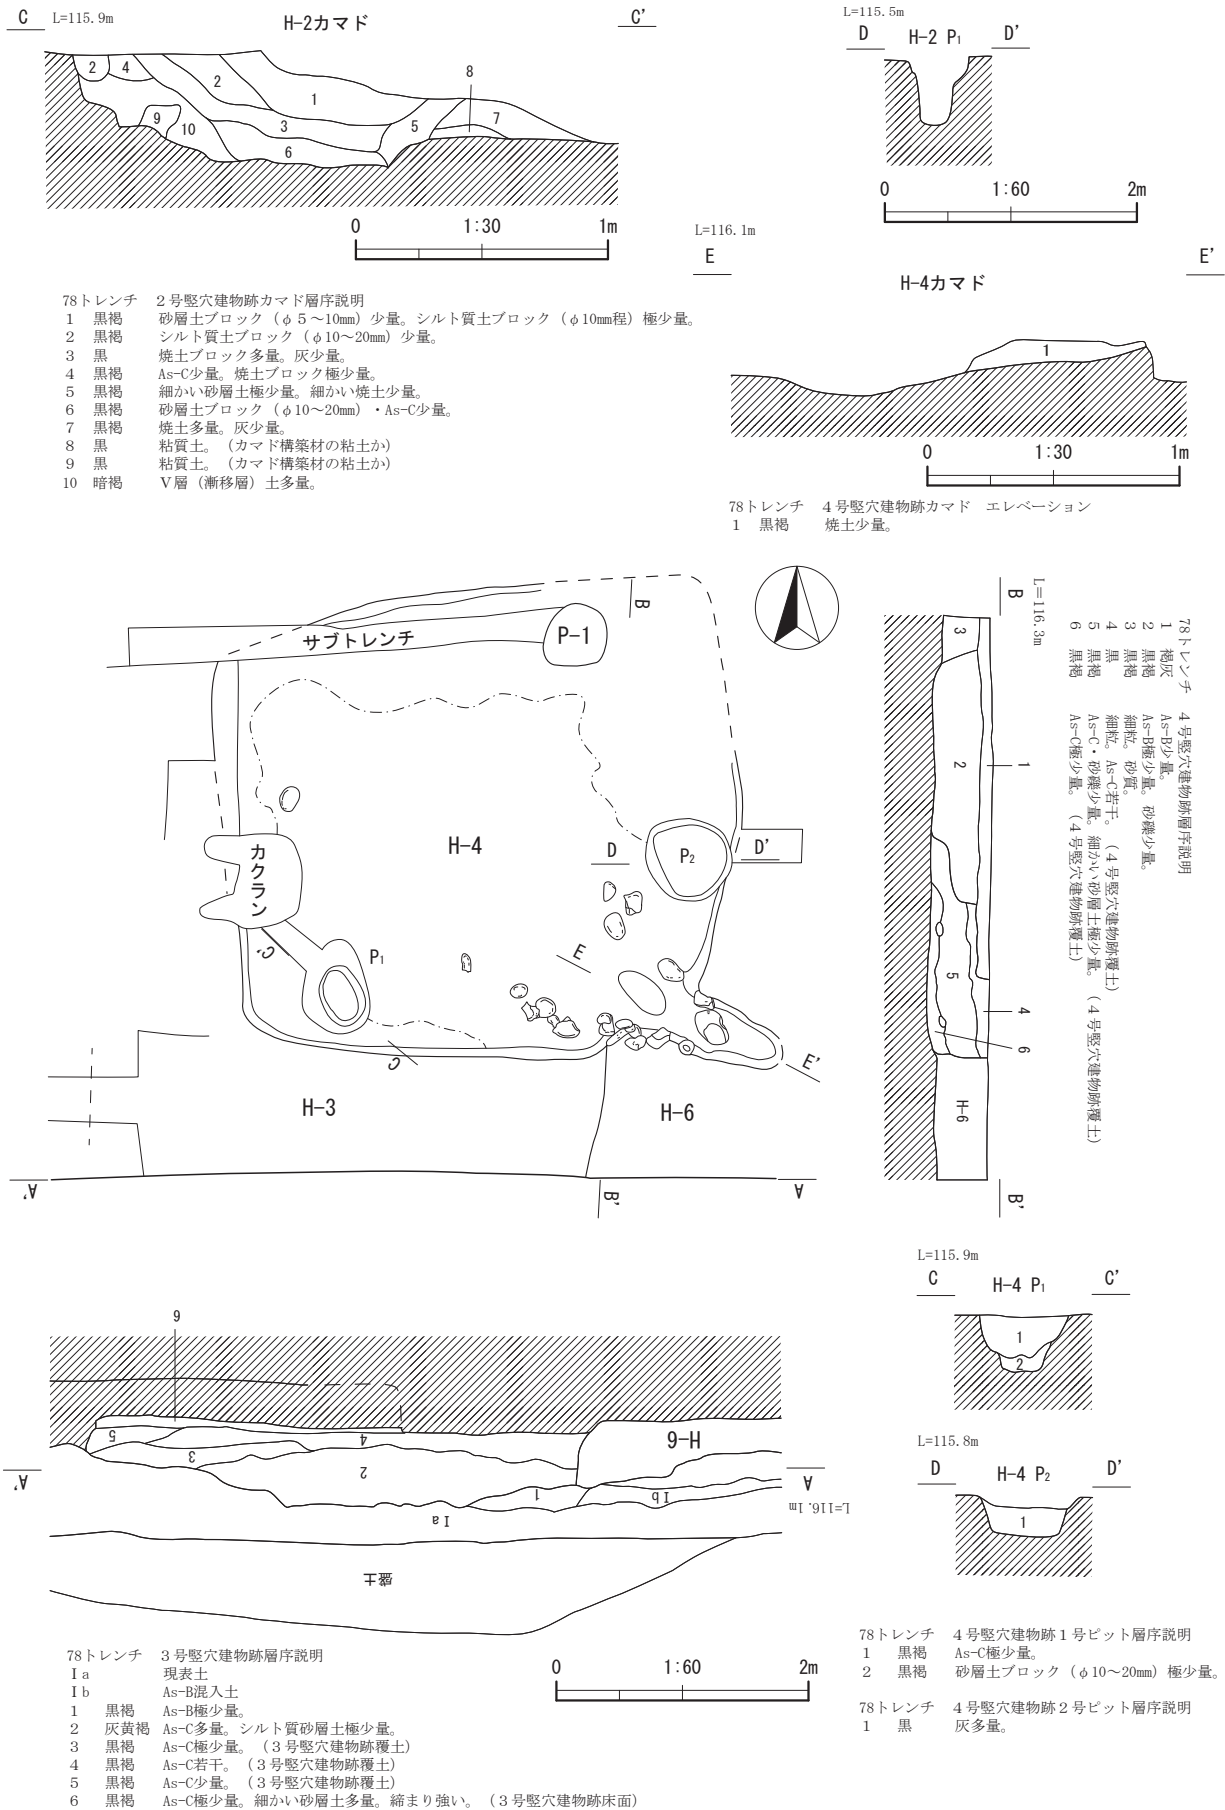 C L=115.9m H-2カマド C'
2 4 2 1 8
9 10 3 6 5 7
0 1:30 1m
L=115.5m
D H-2 P1 D'
0 1:60 2m
L=116.1m
E E'
H-4カマド
1
0 1:30 1m
78トレンチ 2号竪穴建物跡カマド層序説明
1 黒褐 砂層土ブロック（φ5～10mm）少量。シルト質土ブロック（φ10mm程）極少量。
2 黒褐 シルト質土ブロック（φ10～20mm）少量。
3 黒 焼土ブロック多量。灰少量。
4 黒褐 As-C少量。焼土ブロック極少量。
5 黒褐 細かい砂層土極少量。細かい焼土少量。
6 黒褐 砂層土ブロック（φ10～20mm）・As-C少量。
7 黒褐 焼土多量。灰少量。
8 黒 粘質土。（カマド構築材の粘土か）
9 黒 粘質土。（カマド構築材の粘土か）
10 暗褐 Ⅴ層（漸移層）土多量。
78トレンチ 4号竪穴建物跡カマド エレベーション
1 黒褐 焼土少量。
B
サブトレンチ
P-1
H-4
カクラン
D P2 D'
C' P1
E
C
E'
H-3
H-6
A' B' A
L=116.3m
B
3
2 1
5 4
6
H-6
B'
78トレンチ 4号竪穴建物跡層序説明
1 褐灰 As-B少量。
2 黒褐 As-B極少量。砂礫少量。
3 黒褐 細粒。砂質。
4 黒 細粒。As-C若干。（4号竪穴建物跡覆土）
5 黒褐 As-C・砂礫少量。細かい砂層土極少量。（4号竪穴建物跡覆土）
6 黒褐 As-C極少量。（4号竪穴建物跡覆土）
6
5 4 H-6
3
A' 2 A
1 Ⅰb L=116.1m
Ⅰa
盛土
L=115.9m
C H-4 P1 C'
1
2
L=115.8m
D H-4 P2 D'
1
78トレンチ 3号竪穴建物跡層序説明
Ⅰa 現表土
Ⅰb As-B混入土
1 黒褐 As-B極少量。
2 灰黄褐 As-C多量。シルト質砂層土極少量。
3 黒褐 As-C極少量。（3号竪穴建物跡覆土）
4 黒褐 As-C若干。（3号竪穴建物跡覆土）
5 黒褐 As-C少量。（3号竪穴建物跡覆土）
6 黒褐 As-C極少量。細かい砂層土多量。締まり強い。（3号竪穴建物跡床面）
0 1:60 2m
78トレンチ 4号竪穴建物跡1号ピット層序説明
1 黒褐 As-C極少量。
2 黒褐 砂層土ブロック（φ10～20mm）極少量。
78トレンチ 4号竪穴建物跡2号ピット層序説明
1 黒 灰多量。